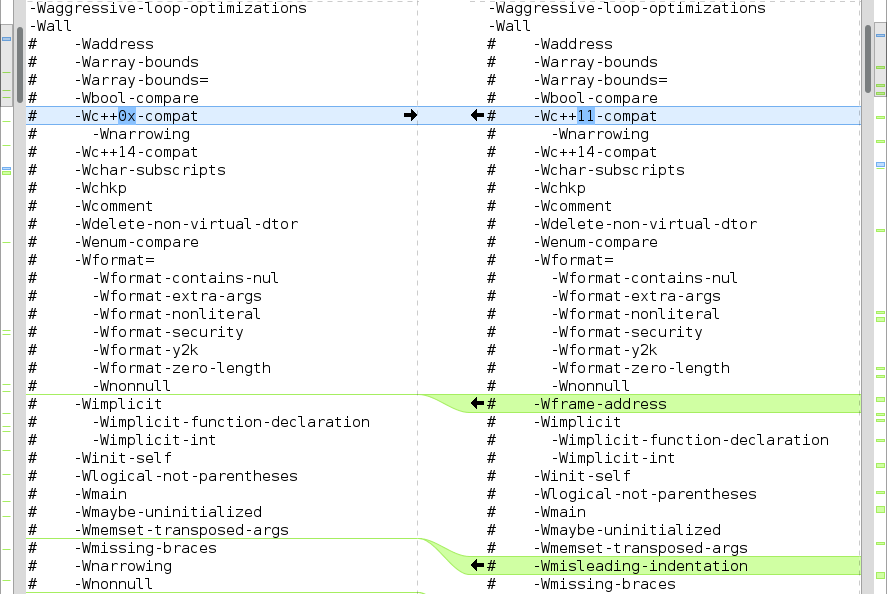 -Waggressive-loop-optimizations
-Wall
#    -Waddress
#    -Warray-bounds
#    -Warray-bounds=
#    -Wbool-compare
#    -Wc++0x-compat
#      -Wnarrowing
#    -Wc++14-compat
#    -Wchar-subscripts
#    -Wchkp
#    -Wcomment
#    -Wdelete-non-virtual-dtor
#    -Wenum-compare
#    -Wformat=
#      -Wformat-contains-nul
#      -Wformat-extra-args
#      -Wformat-nonliteral
#      -Wformat-security
#      -Wformat-y2k
#      -Wformat-zero-length
#      -Wnonnull
#    -Wimplicit
#      -Wimplicit-function-declaration
#      -Wimplicit-int
#    -Winit-self
#    -Wlogical-not-parentheses
#    -Wmain
#    -Wmaybe-uninitialized
#    -Wmemset-transposed-args
#    -Wmissing-braces
#    -Wnarrowing
#    -Wnonnull
-Waggressive-loop-optimizations
-Wall
#    -Waddress
#    -Warray-bounds
#    -Warray-bounds=
#    -Wbool-compare
#    -Wc++11-compat
#      -Wnarrowing
#    -Wc++14-compat
#    -Wchar-subscripts
#    -Wchkp
#    -Wcomment
#    -Wdelete-non-virtual-dtor
#    -Wenum-compare
#    -Wformat=
#      -Wformat-contains-nul
#      -Wformat-extra-args
#      -Wformat-nonliteral
#      -Wformat-security
#      -Wformat-y2k
#      -Wformat-zero-length
#      -Wnonnull
#    -Wframe-address
#    -Wimplicit
#      -Wimplicit-function-declaration
#      -Wimplicit-int
#    -Winit-self
#    -Wlogical-not-parentheses
#    -Wmain
#    -Wmaybe-uninitialized
#    -Wmemset-transposed-args
#    -Wmisleading-indentation
#    -Wmissing-braces